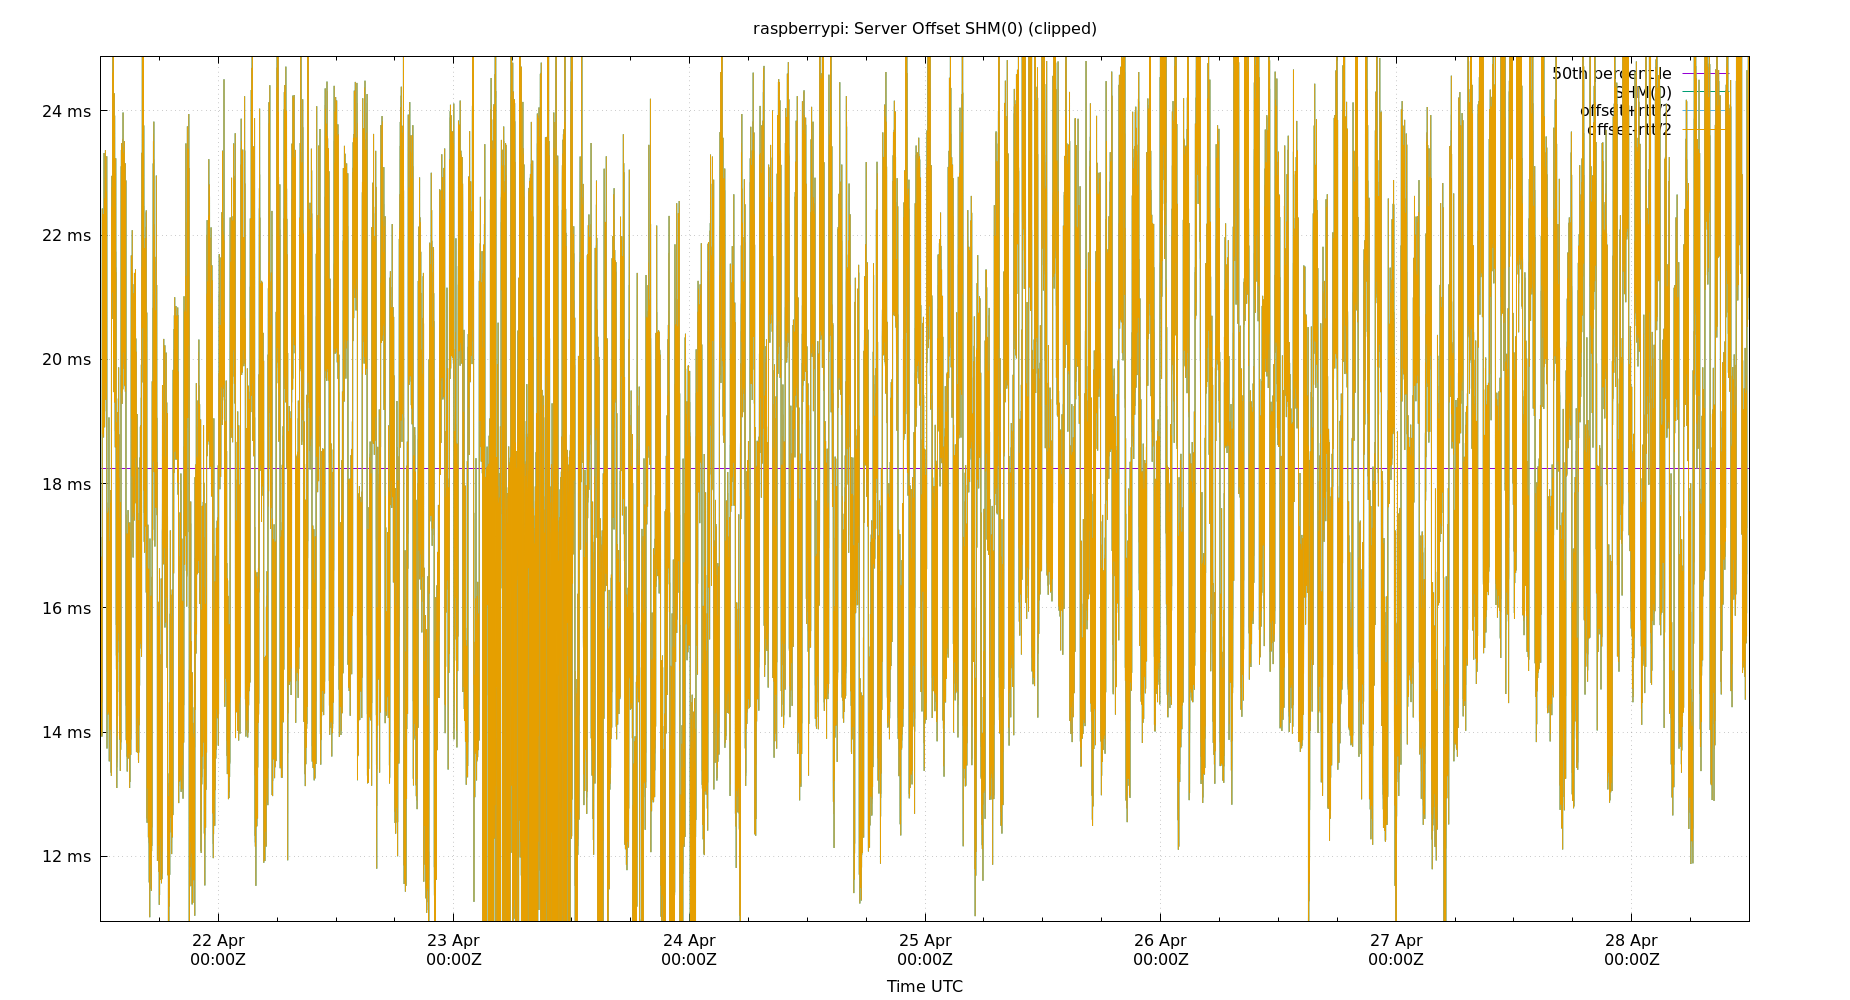 raspberrypi: Server Offset SHM(0) (clipped)
50th percentile
SHM(0)
offset+rtt/2
offset-rtt/2
24 ms
22 ms
20 ms
18 ms
16 ms
14 ms
12 ms
22 Apr 23 Apr 24 Apr 25 Apr 26 Apr 27 Apr 28 Apr
00:00Z 00:00Z 00:00Z 00:00Z 00:00Z 00:00Z 00:00Z
Time UTC